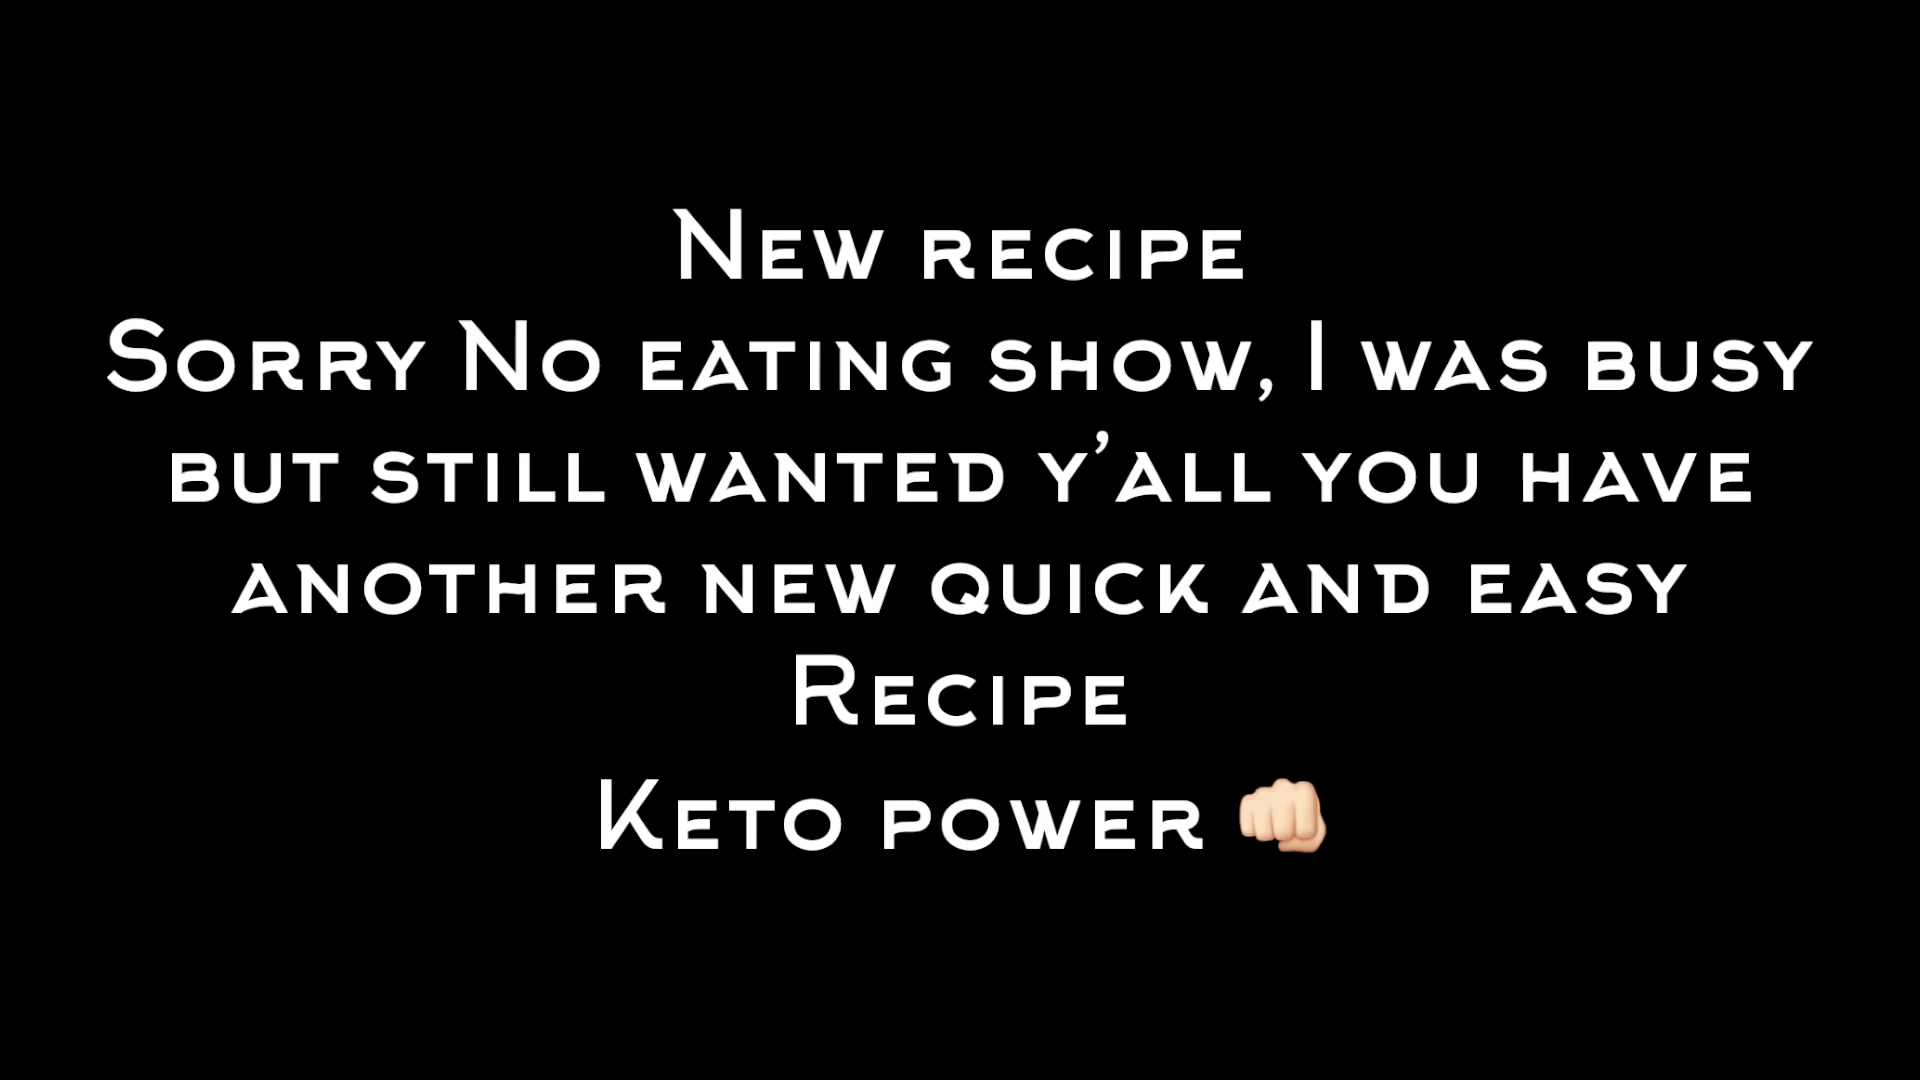 New recipe
Sorry No eating show, I was busy
but still wanted y’all you have
another new quick and easy
Recipe
Keto power 👊🏻